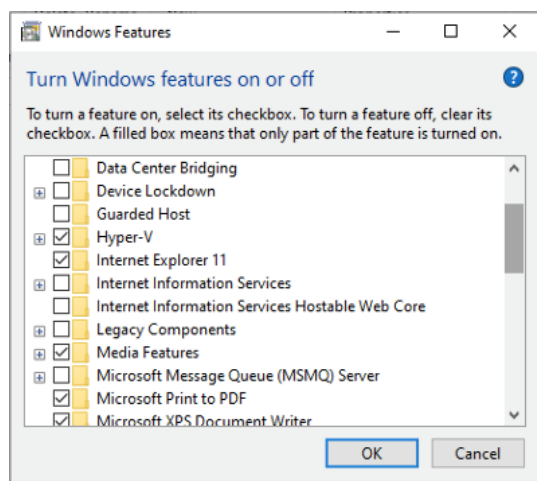 Windows Features
Turn Windows features on or off
To turn a feature on, select its checkbox. To turn a feature off, clear its
checkbox. A filled box means that only part of the feature is turned on.
Data Center Bridging
Device Lockdown
Guarded Host
Hyper-V
Internet Explorer 11
Internet Information Services
Internet Information Services Hostable Web Core
Legacy Components
Media Features
Microsoft Message Queue (MSMQ) Server
Microsoft Print to PDF
Microsoft XPS Document Writer
OK
Cancel